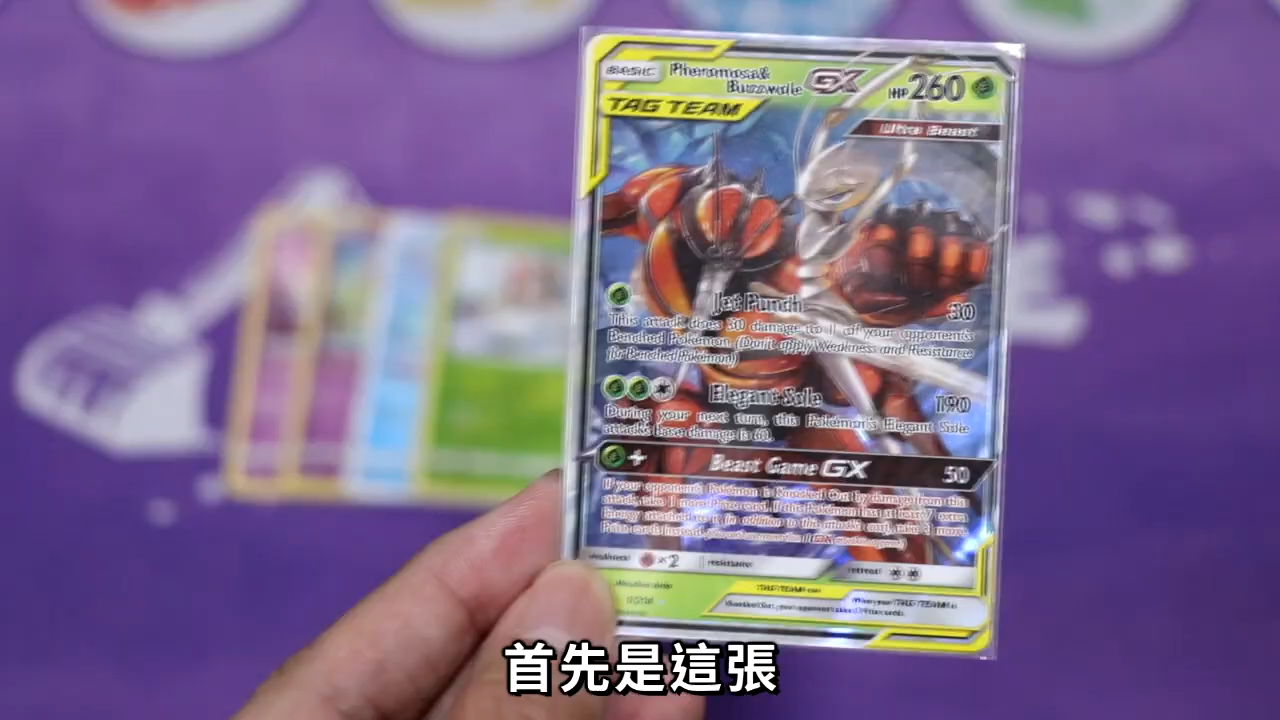 BASIC
Pheromosa&
Buzzwole GX
HP 260
TAG TEAM
Ultra Beast
Jet Punch 30
This attack does 30 damage to 1 of your opponent's
Benched Pokémon. (Don't apply Weakness and Resistance
for Benched Pokémon.)
Elegant Sole 190
During your next turn, this Pokémon's Elegant Sole
attack's base damage is 60.
Beast Game GX 50
If your opponent's Pokémon is Knocked Out by damage from this
attack, take 1 more Prize card. If this Pokémon has at least 7 extra
Energy attached to it (in addition to this attack's cost), take 3 more
Prize cards instead.
weakness ×2 resistance retreat
首先是這張